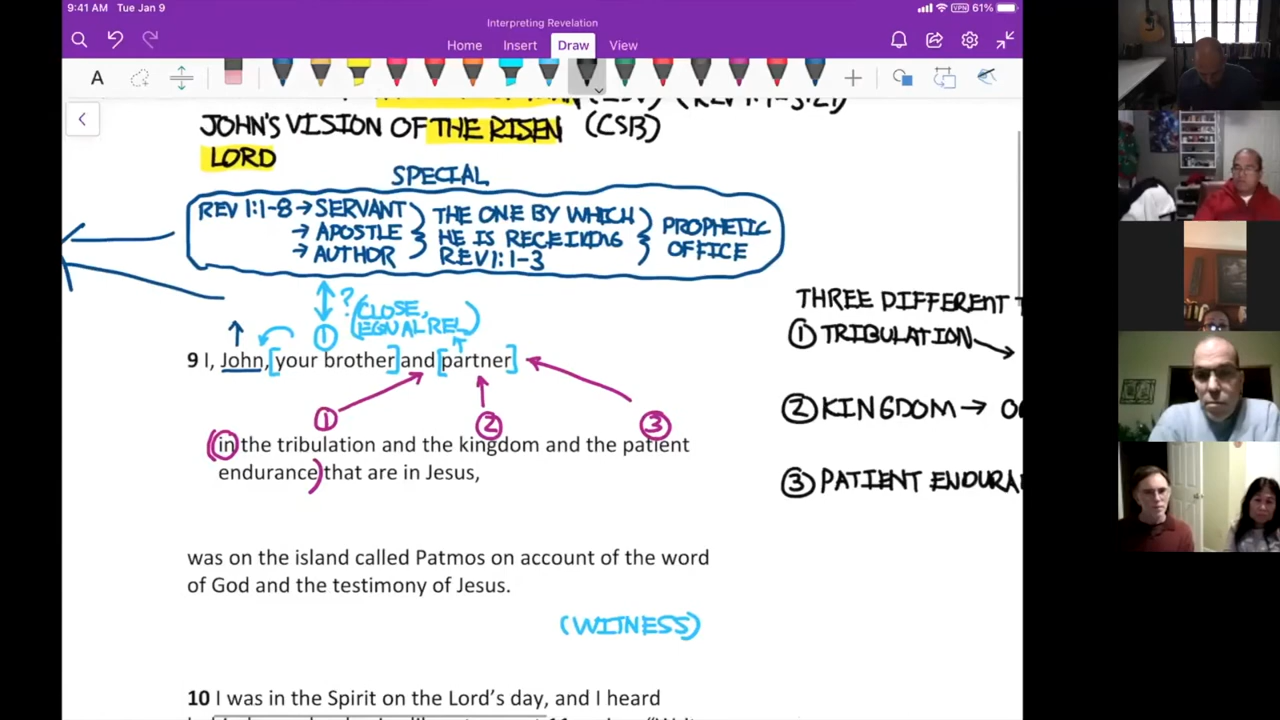 9:41 AM Tue Jan 9
VPN 61%
Interpreting Revelation
Home Insert Draw View
A
JOHN'S VISION OF THE RISEN (CSB)
LORD
SPECIAL
REV 1:1-8 → SERVANT
→ APOSTLE
→ AUTHOR
THE ONE BY WHICH
HE IS RECEIVING
REV 1:1-3
PROPHETIC
OFFICE
? (CLOSE,
EQUAL REL)
1
9 I, John, [your brother] and [partner]
1 2 3
(in the tribulation and the kingdom and the patient
endurance) that are in Jesus,
was on the island called Patmos on account of the word
of God and the testimony of Jesus.
(WITNESS)
10 I was in the Spirit on the Lord's day, and I heard
THREE DIFFERENT
1 TRIBULATION →
2 KINGDOM →
3 PATIENT